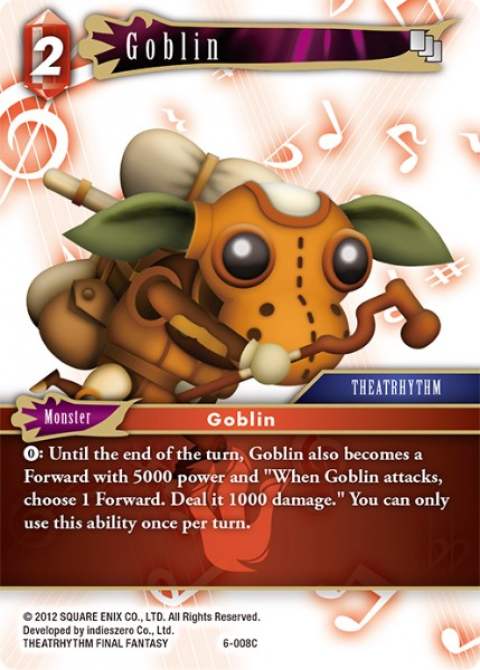 2
Goblin
THEATRHYTHM
Monster
Goblin
0: Until the end of the turn, Goblin also becomes a
Forward with 5000 power and "When Goblin attacks,
choose 1 Forward. Deal it 1000 damage." You can only
use this ability once per turn.
© 2012 SQUARE ENIX CO., LTD. All Rights Reserved.
Developed by indieszero Co., Ltd.
THEATRHYTHM FINAL FANTASY
6-008C